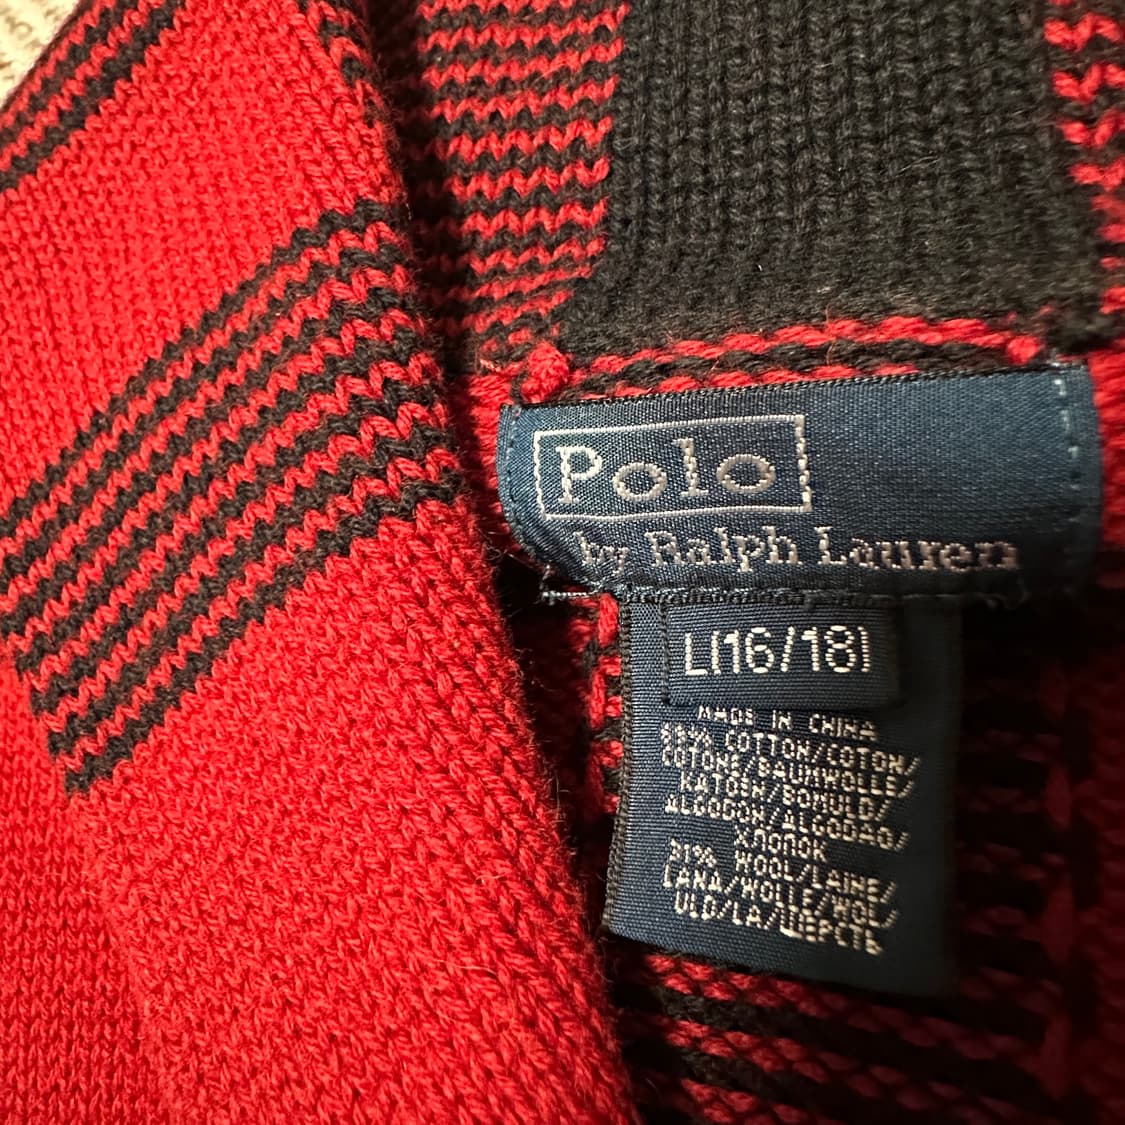 Polo
by Ralph Lauren
L(16/18)
MADE IN CHINA
COTTON/COTON/
COTONE/BAUMWOLLE/
KATOEN/BOMULD/
ALGODON/ALGODAO/
ХЛОПОК
WOOL/LAINE/
LANA/WOLLE/WOL/
ULD/LA/ШЕРСТЬ